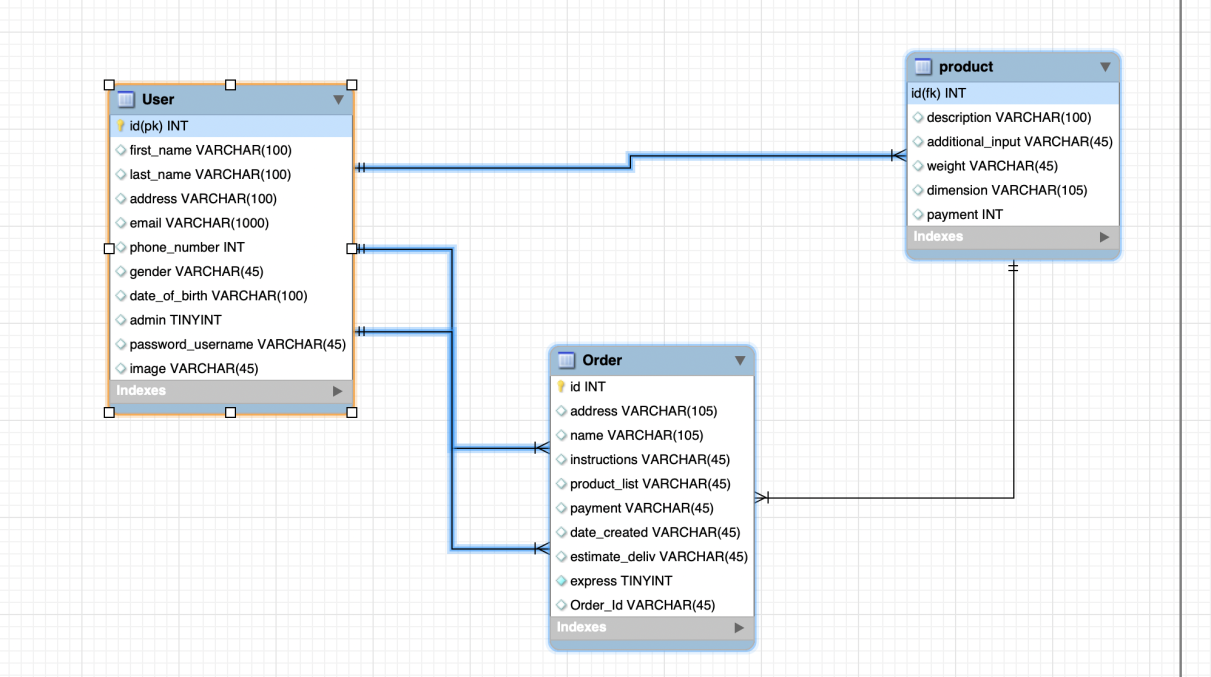 User
id(pk) INT
first_name VARCHAR(100)
last_name VARCHAR(100)
address VARCHAR(100)
email VARCHAR(1000)
phone_number INT
gender VARCHAR(45)
date_of_birth VARCHAR(100)
admin TINYINT
password_username VARCHAR(45)
image VARCHAR(45)
Indexes
product
id(fk) INT
description VARCHAR(100)
additional_input VARCHAR(45)
weight VARCHAR(45)
dimension VARCHAR(105)
payment INT
Indexes
Order
id INT
address VARCHAR(105)
name VARCHAR(105)
instructions VARCHAR(45)
product_list VARCHAR(45)
payment VARCHAR(45)
date_created VARCHAR(45)
estimate_deliv VARCHAR(45)
express TINYINT
Order_Id VARCHAR(45)
Indexes